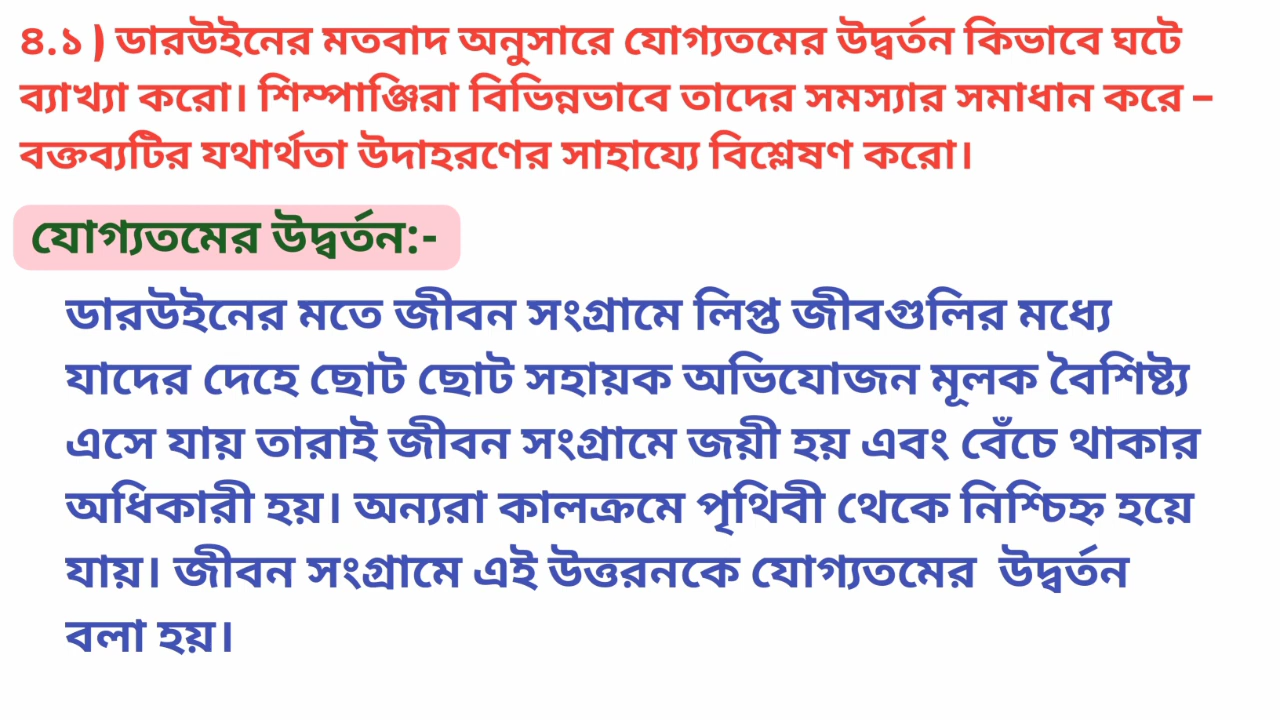 ৪.১ ) ডারউইনের মতবাদ অনুসারে যোগ্যতমের উদ্বর্তন কিভাবে ঘটে
ব্যাখ্যা করো। শিম্পাঞ্জিরা বিভিন্নভাবে তাদের সমস্যার সমাধান করে –
বক্তব্যটির যথার্থতা উদাহরণের সাহায্যে বিশ্লেষণ করো।
যোগ্যতমের উদ্বর্তন:-
ডারউইনের মতে জীবন সংগ্রামে লিপ্ত জীবগুলির মধ্যে
যাদের দেহে ছোট ছোট সহায়ক অভিযোজন মূলক বৈশিষ্ট্য
এসে যায় তারাই জীবন সংগ্রামে জয়ী হয় এবং বেঁচে থাকার
অধিকারী হয়। অন্যরা কালক্রমে পৃথিবী থেকে নিশ্চিহ্ন হয়ে
যায়। জীবন সংগ্রামে এই উত্তরনকে যোগ্যতমের উদ্বর্তন
বলা হয়।